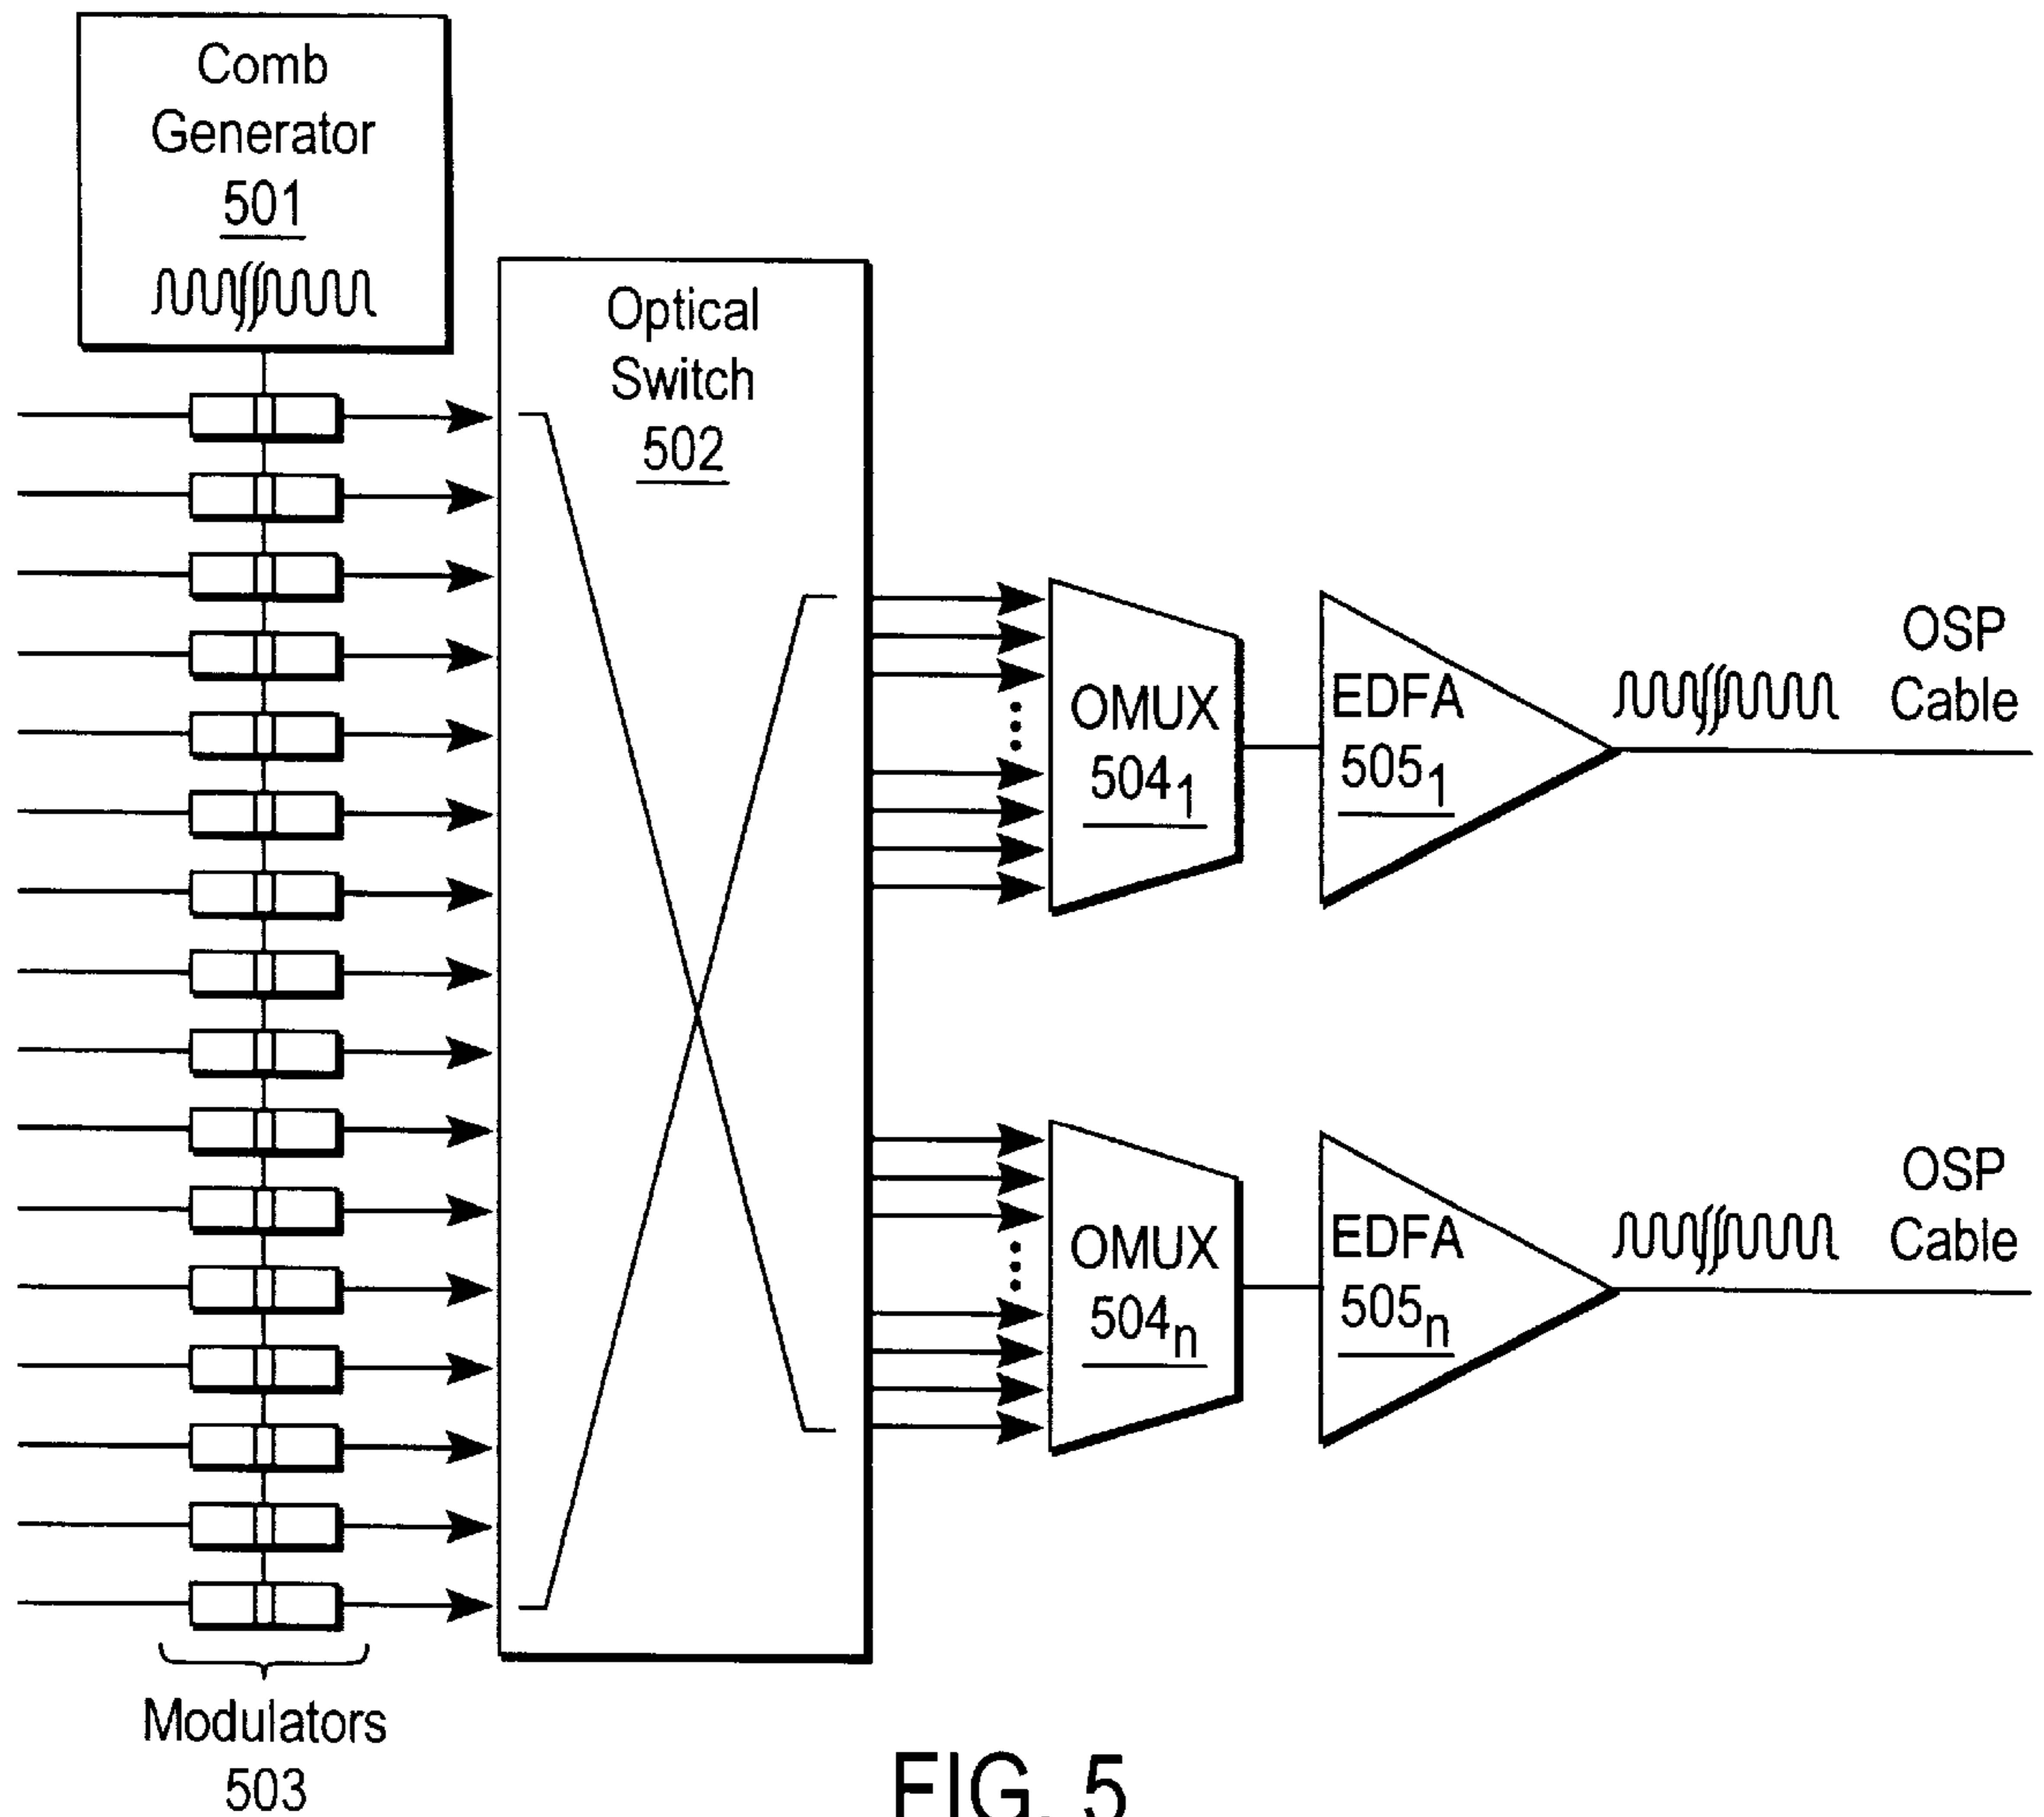 Comb
Generator
501
Optical
Switch
502
OMUX
504₁
EDFA
505₁
OSP
Cable
OMUX
504ₙ
EDFA
505ₙ
OSP
Cable
Modulators
503
FIG. 5